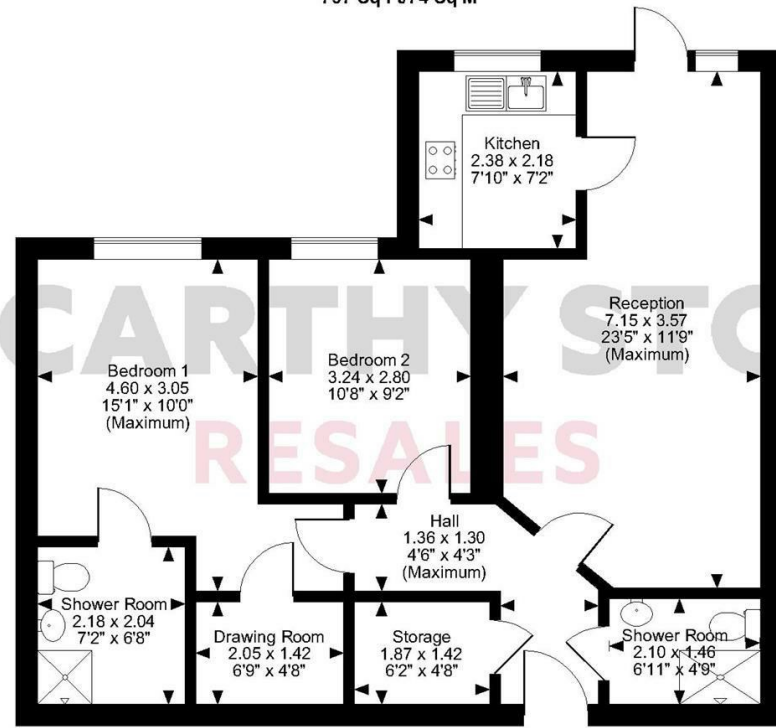 Kitchen
2.38 x 2.18
7'10" x 7'2"
Reception
7.15 x 3.57
23'5" x 11'9"
(Maximum)
CARTHY STO
RESALES
Bedroom 1
4.60 x 3.05
15'1" x 10'0"
(Maximum)
Bedroom 2
3.24 x 2.80
10'8" x 9'2"
Hall
1.36 x 1.30
4'6" x 4'3"
(Maximum)
Shower Room
2.18 x 2.04
7'2" x 6'8"
Drawing Room
2.05 x 1.42
6'9" x 4'8"
Storage
1.87 x 1.42
6'2" x 4'8"
Shower Room
2.10 x 1.46
6'11" x 4'9"